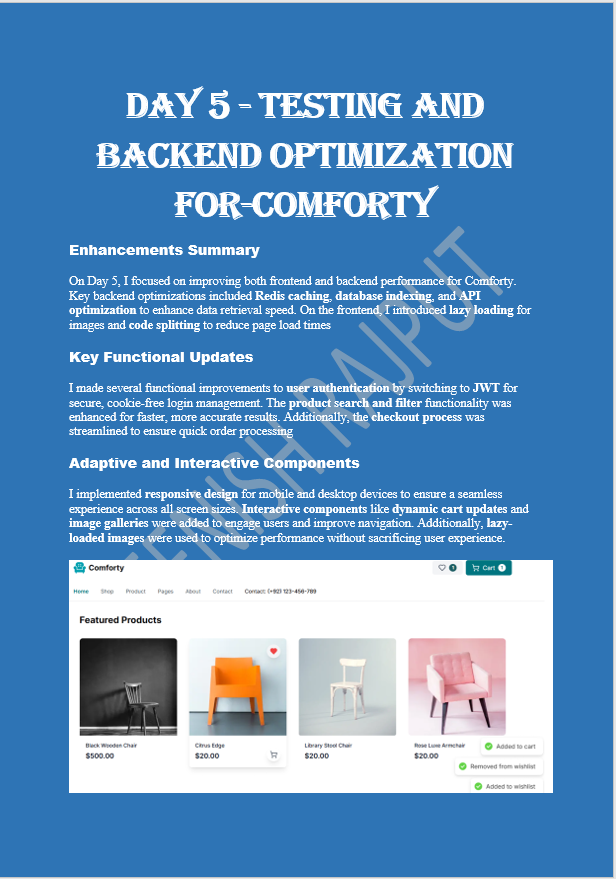 DAY 5 - TESTING AND
BACKEND OPTIMIZATION
FOR-COMFORTY
Enhancements Summary
On Day 5, I focused on improving both frontend and backend performance for Comforty.
Key backend optimizations included Redis caching, database indexing, and API
optimization to enhance data retrieval speed. On the frontend, I introduced lazy loading for
images and code splitting to reduce page load times
Key Functional Updates
I made several functional improvements to user authentication by switching to JWT for
secure, cookie-free login management. The product search and filter functionality was
enhanced for faster, more accurate results. Additionally, the checkout process was
streamlined to ensure quick order processing
Adaptive and Interactive Components
I implemented responsive design for mobile and desktop devices to ensure a seamless
experience across all screen sizes. Interactive components like dynamic cart updates and
image galleries were added to engage users and improve navigation. Additionally, lazy-
loaded images were used to optimize performance without sacrificing user experience.
RAJPUT
Comforty
1
Cart 1
Home Shop Product Pages About Contact Contact: (+92) 123-456-789
Featured Products
Black Wooden Chair
$500.00
Citrus Edge
$20.00
Library Stool Chair
$20.00
Rose Luxe Armchair
$20.00
Added to cart
Removed from wishlist
Added to wishlist